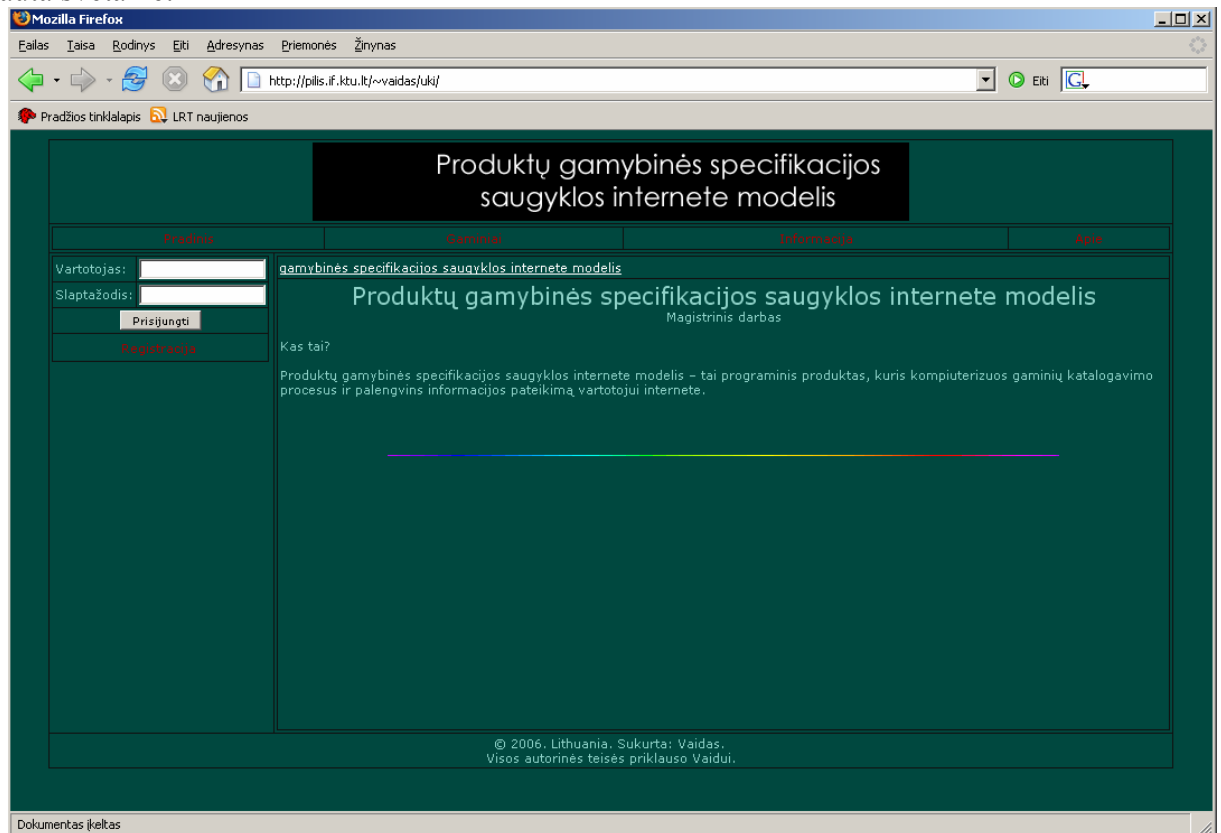 Mozilla Firefox
Failas Taisa Rodinys Eiti Adresynas Priemonės Žinynas
http://pilis.if.ktu.lt/~vaidas/uki/ Eiti G
Pradžios tinklalapis LRT naujienos
Produktų gamybinės specifikacijos
saugyklos internete modelis
Pradinis Gaminiai Informacija Apie
Vartotojas:
Slaptažodis:
Prisijungti
Registracija
gamybinės specifikacijos saugyklos internete modelis
Produktų gamybinės specifikacijos saugyklos internete modelis
Magistrinis darbas
Kas tai?
Produktų gamybinės specifikacijos saugyklos internete modelis – tai programinis produktas, kuris kompiuterizuos gaminių katalogavimo
procesus ir palengvins informacijos pateikimą vartotojui internete.
© 2006. Lithuania. Sukurta: Vaidas.
Visos autorinės teisės priklauso Vaidui.
Dokumentas įkeltas